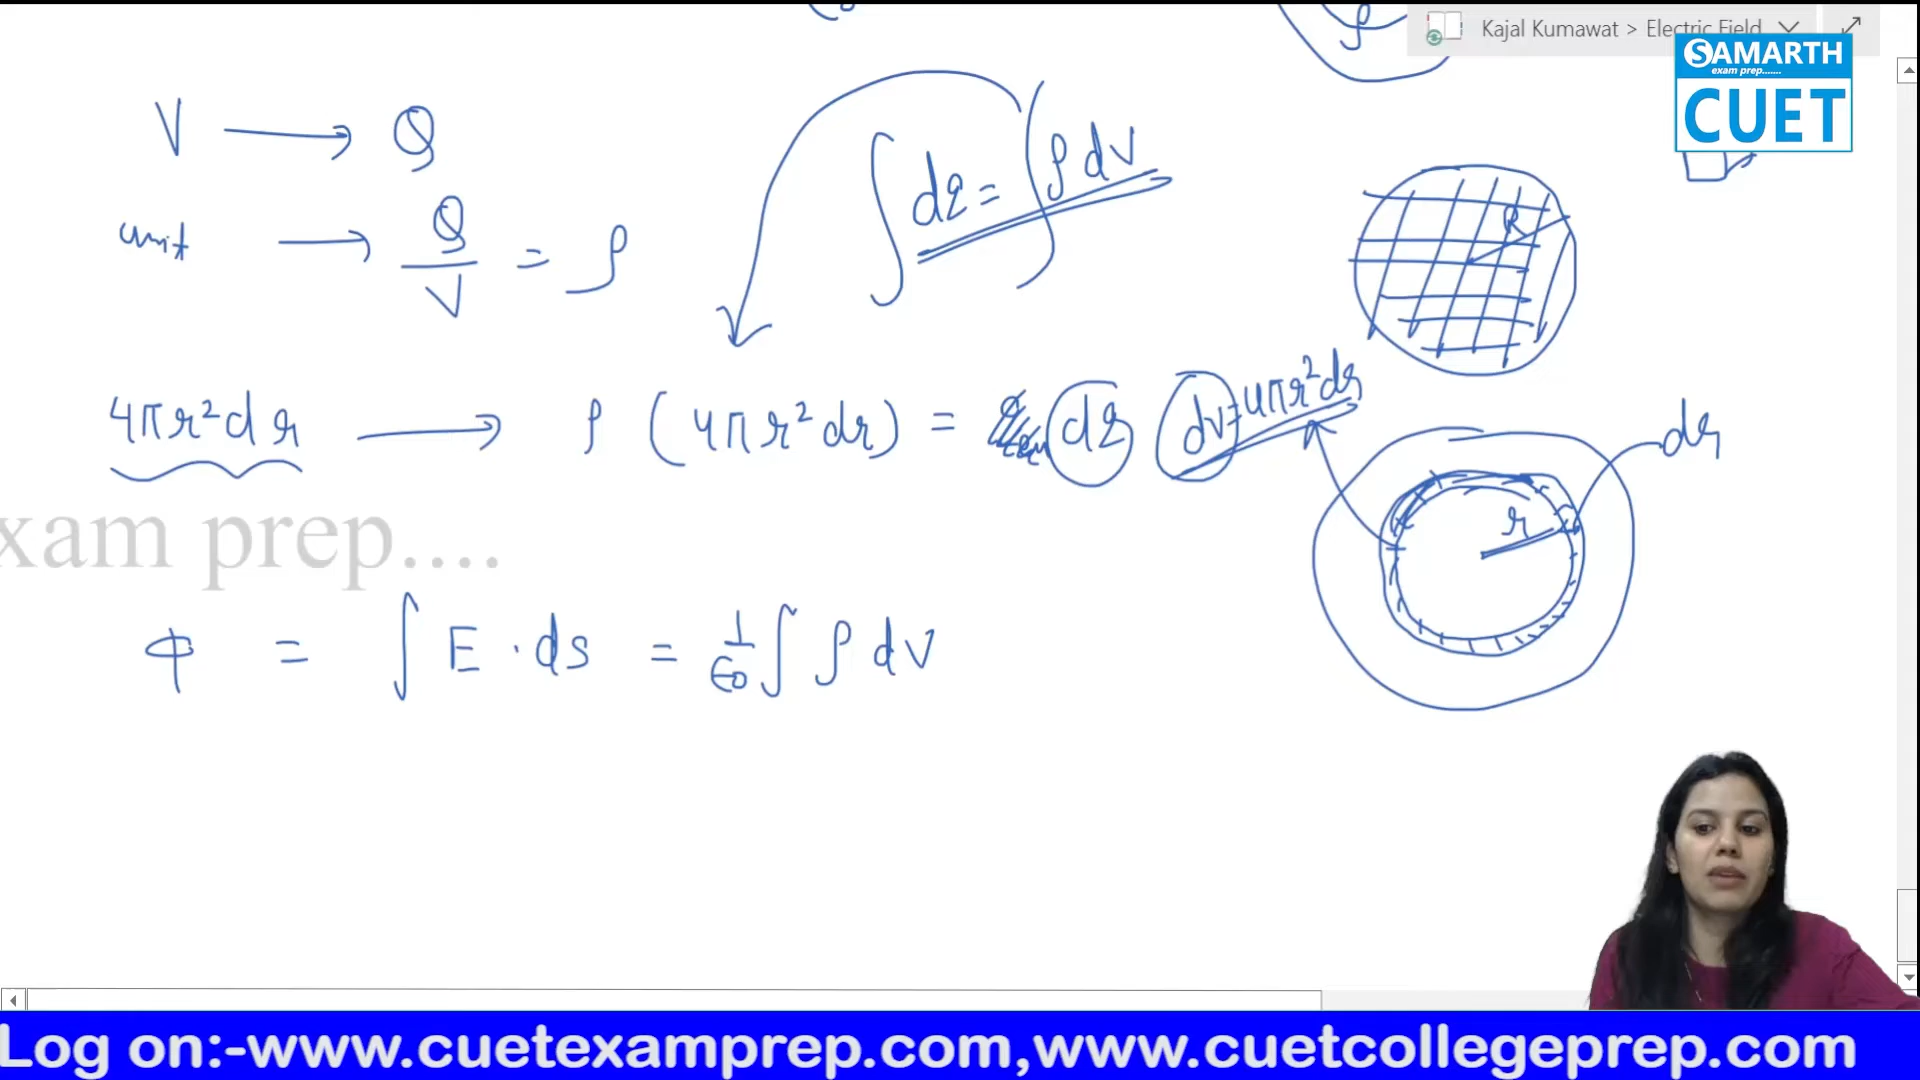 Kajal Kumawat > Electric Field
SAMARTH
exam prep......
CUET
V → Q
∫dq = ∫ρ dV
R
unit → Q/V = ρ
4πr²dr → ρ (4πr²dr) = dq dV = 4πr²dr
dr
r
xam prep....
φ = ∫ E · ds = 1/ε₀ ∫ ρ dV
Log on:-www.cuetexamprep.com,www.cuetcollegeprep.com